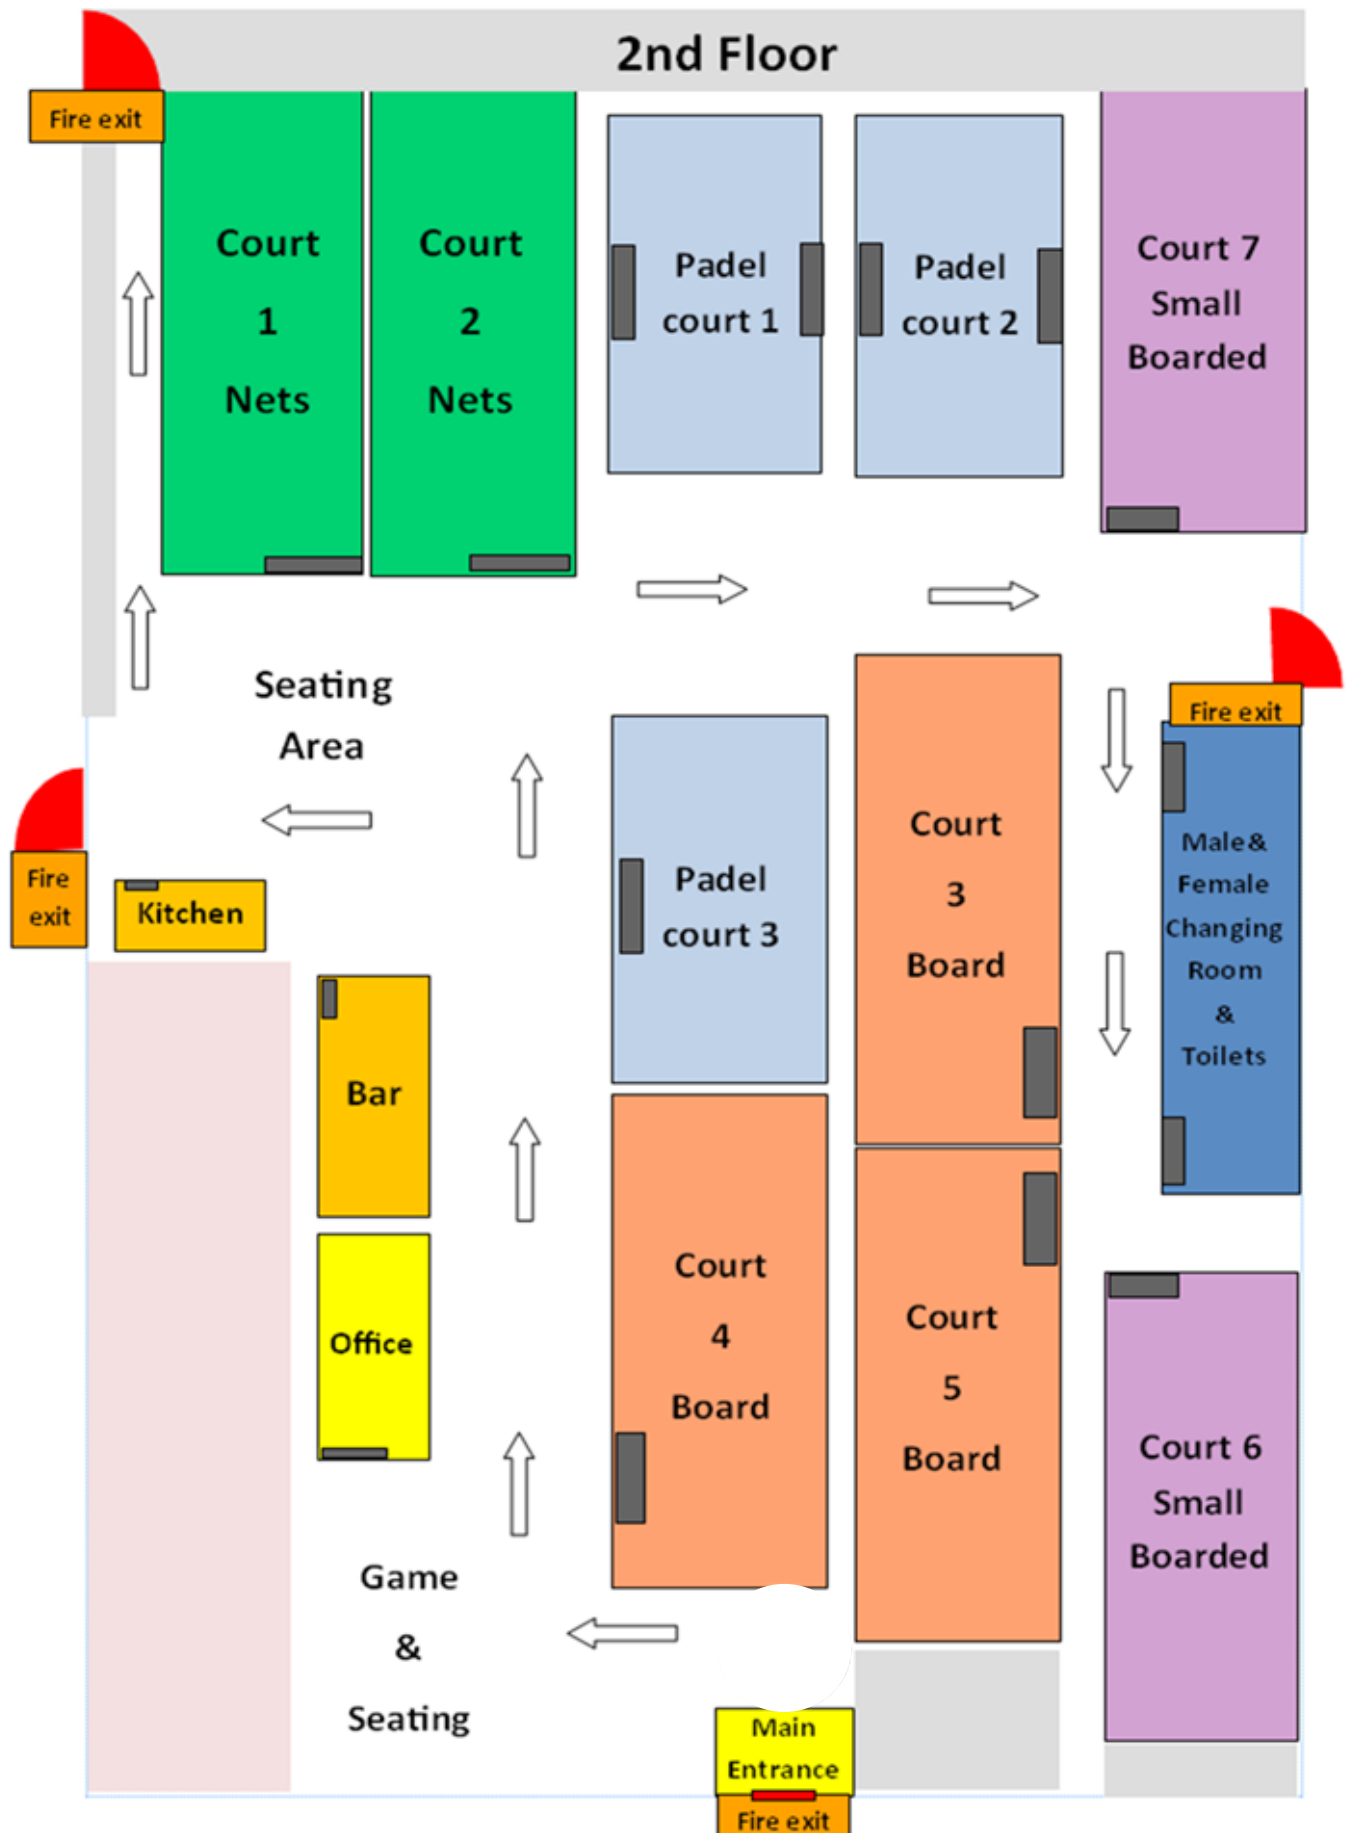 2nd Floor
Fire exit
Court
1
Nets
Court
2
Nets
Padel
court 1
Padel
court 2
Court 7
Small
Boarded
Seating
Area
Fire exit
Fire
exit
Kitchen
Padel
court 3
Court
3
Board
Male&
Female
Changing
Room
&
Toilets
Bar
Office
Court
4
Board
Court
5
Board
Court 6
Small
Boarded
Game
&
Seating
Main
Entrance
Fire exit